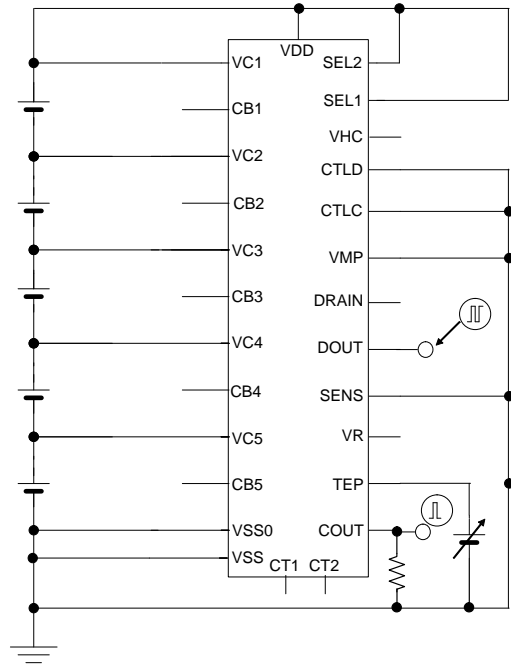 VDD
VC1
SEL2
CB1
SEL1
VHC
VC2
CTLD
CB2
CTLC
VC3
VMP
CB3
DRAIN
VC4
DOUT
CB4
SENS
VC5
VR
CB5
TEP
VSS0
COUT
VSS
CT1
CT2